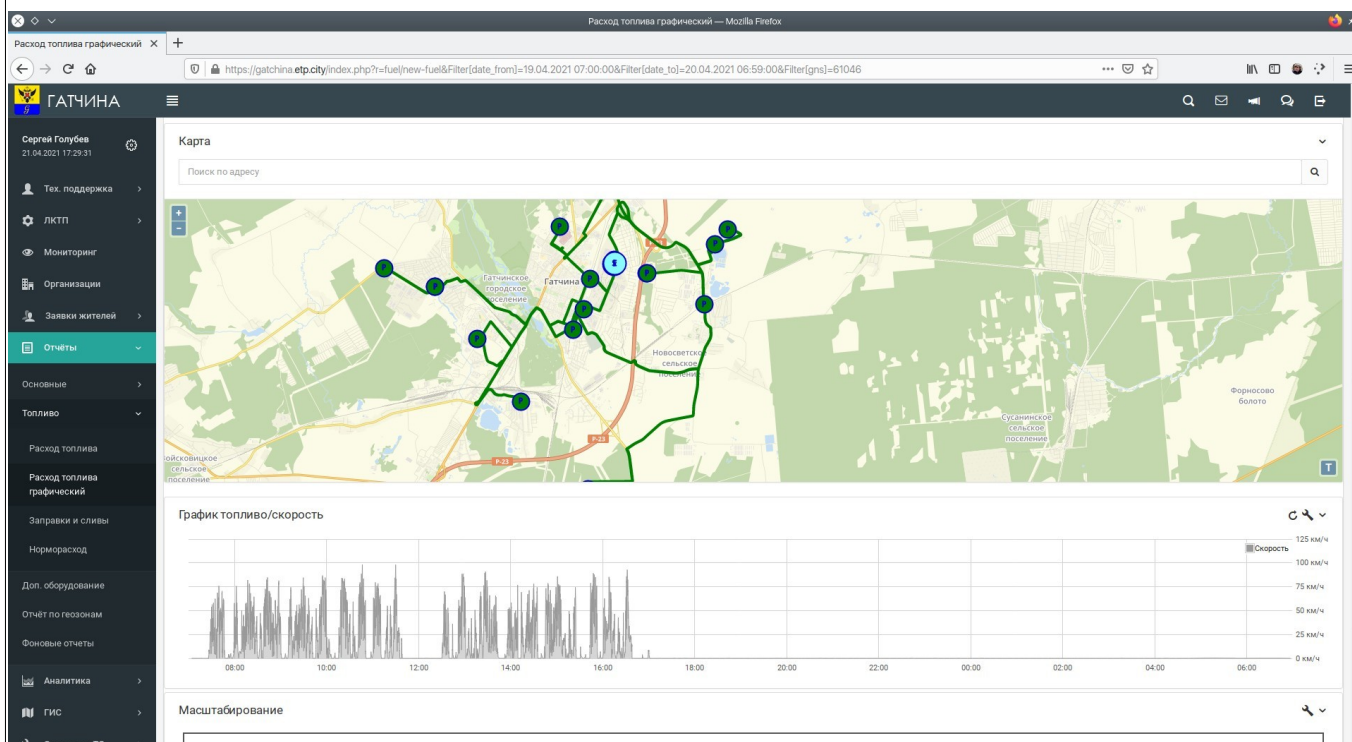 Расход топлива графический — Mozilla Firefox
Расход топлива графический
https://gatchina.etp.city/index.php?r=fuel/new-fuel&Filter[date_from]=19.04.2021 07:00:00&Filter[date_to]=20.04.2021 06:59:00&Filter[gns]=61046
ГАТЧИНА
Сергей Голубев
21.04.2021 17:29:31
Тех. поддержка
ЛКТП
Мониторинг
Организации
Заявки жителей
Отчёты
Основные
Топливо
Расход топлива
Расход топлива
графический
Заправки и сливы
Норморасход
Доп. оборудование
Отчёт по геозонам
Фоновые отчеты
Аналитика
ГИС
Карта
Поиск по адресу
+
−
Гатчинское
городское
поселение
Гатчина
Новосветское
сельское
поселение
Форносово
болото
Сусанинское
сельское
поселение
Р-23
Р-23
сельское
поселение
T
График топливо/скорость
Скорость
125 км/ч
100 км/ч
75 км/ч
50 км/ч
25 км/ч
0 км/ч
08:00 10:00 12:00 14:00 16:00 18:00 20:00 22:00 00:00 02:00 04:00 06:00
Масштабирование